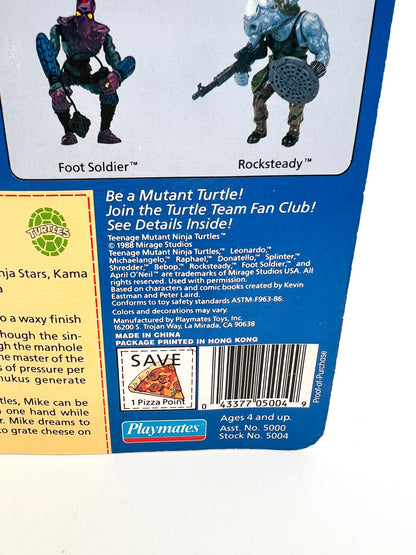 Foot Soldier™
Rocksteady™
Be a Mutant Turtle!
Join the Turtle Team Fan Club!
See Details Inside!
Teenage Mutant Ninja Turtles™
© 1988 Mirage Studios
Teenage Mutant Ninja Turtles,™ Leonardo,™
Michaelangelo,™ Raphael,™ Donatello,™ Splinter,™
Shredder,™ Bebop,™ Rocksteady,™ Foot Soldier,™ and
April O'Neil™ are trademarks of Mirage Studios USA. All
rights reserved. Used with permission.
Based on characters and comic books created by Kevin
Eastman and Peter Laird.
Conforms to toy safety standards ASTM-F963-86.
Colors and decorations may vary.
Manufactured by Playmates Toys, Inc.
16200 S. Trojan Way, La Mirada, CA 90638
MADE IN CHINA
PACKAGE PRINTED IN HONG KONG
SAVE
1 Pizza Point
0 43377 05004 9
Proof-of-Purchase
Playmates
Ages 4 and up.
Asst. No. 5000
Stock No. 5004
TURTLES
nja Stars, Kama
a
o a waxy finish
hough the sin-
gh the manhole
he master of the
s of pressure per
hukus generate
tles, Mike can be
n one hand while
r. Mike dreams to
to grate cheese on